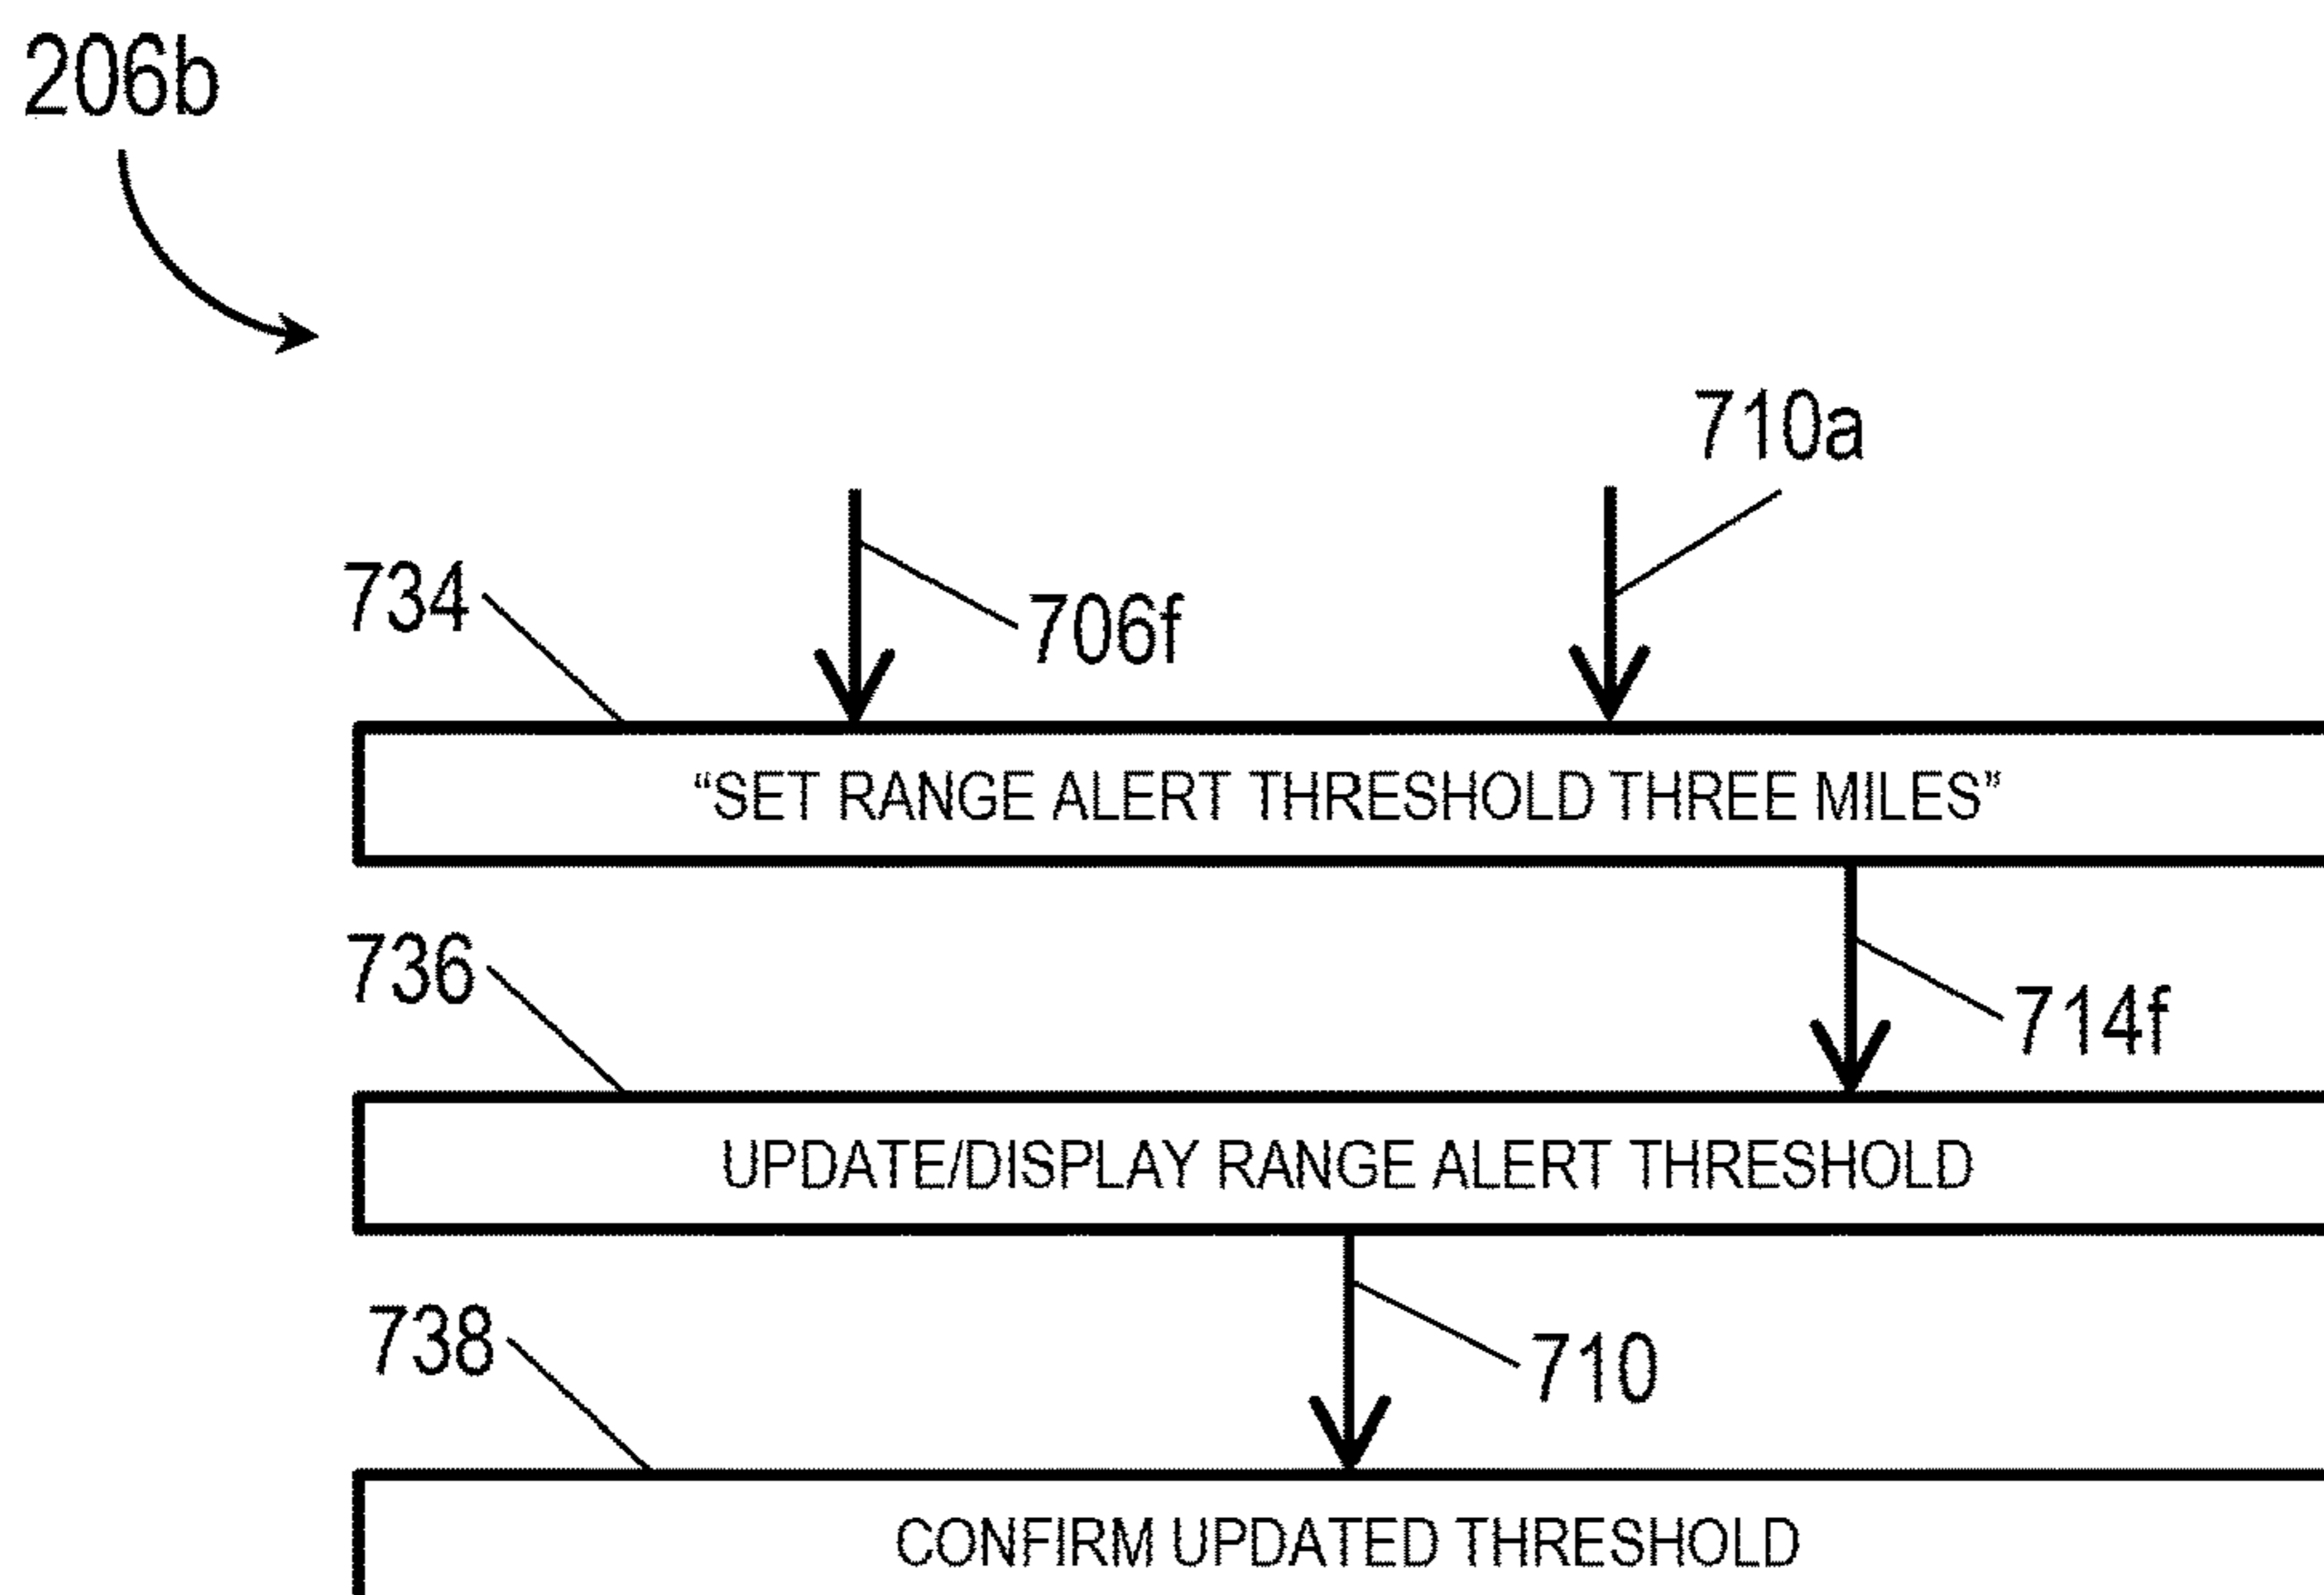 206b
710a
734
706f
“SET RANGE ALERT THRESHOLD THREE MILES”
736
714f
UPDATE/DISPLAY RANGE ALERT THRESHOLD
738
710
CONFIRM UPDATED THRESHOLD